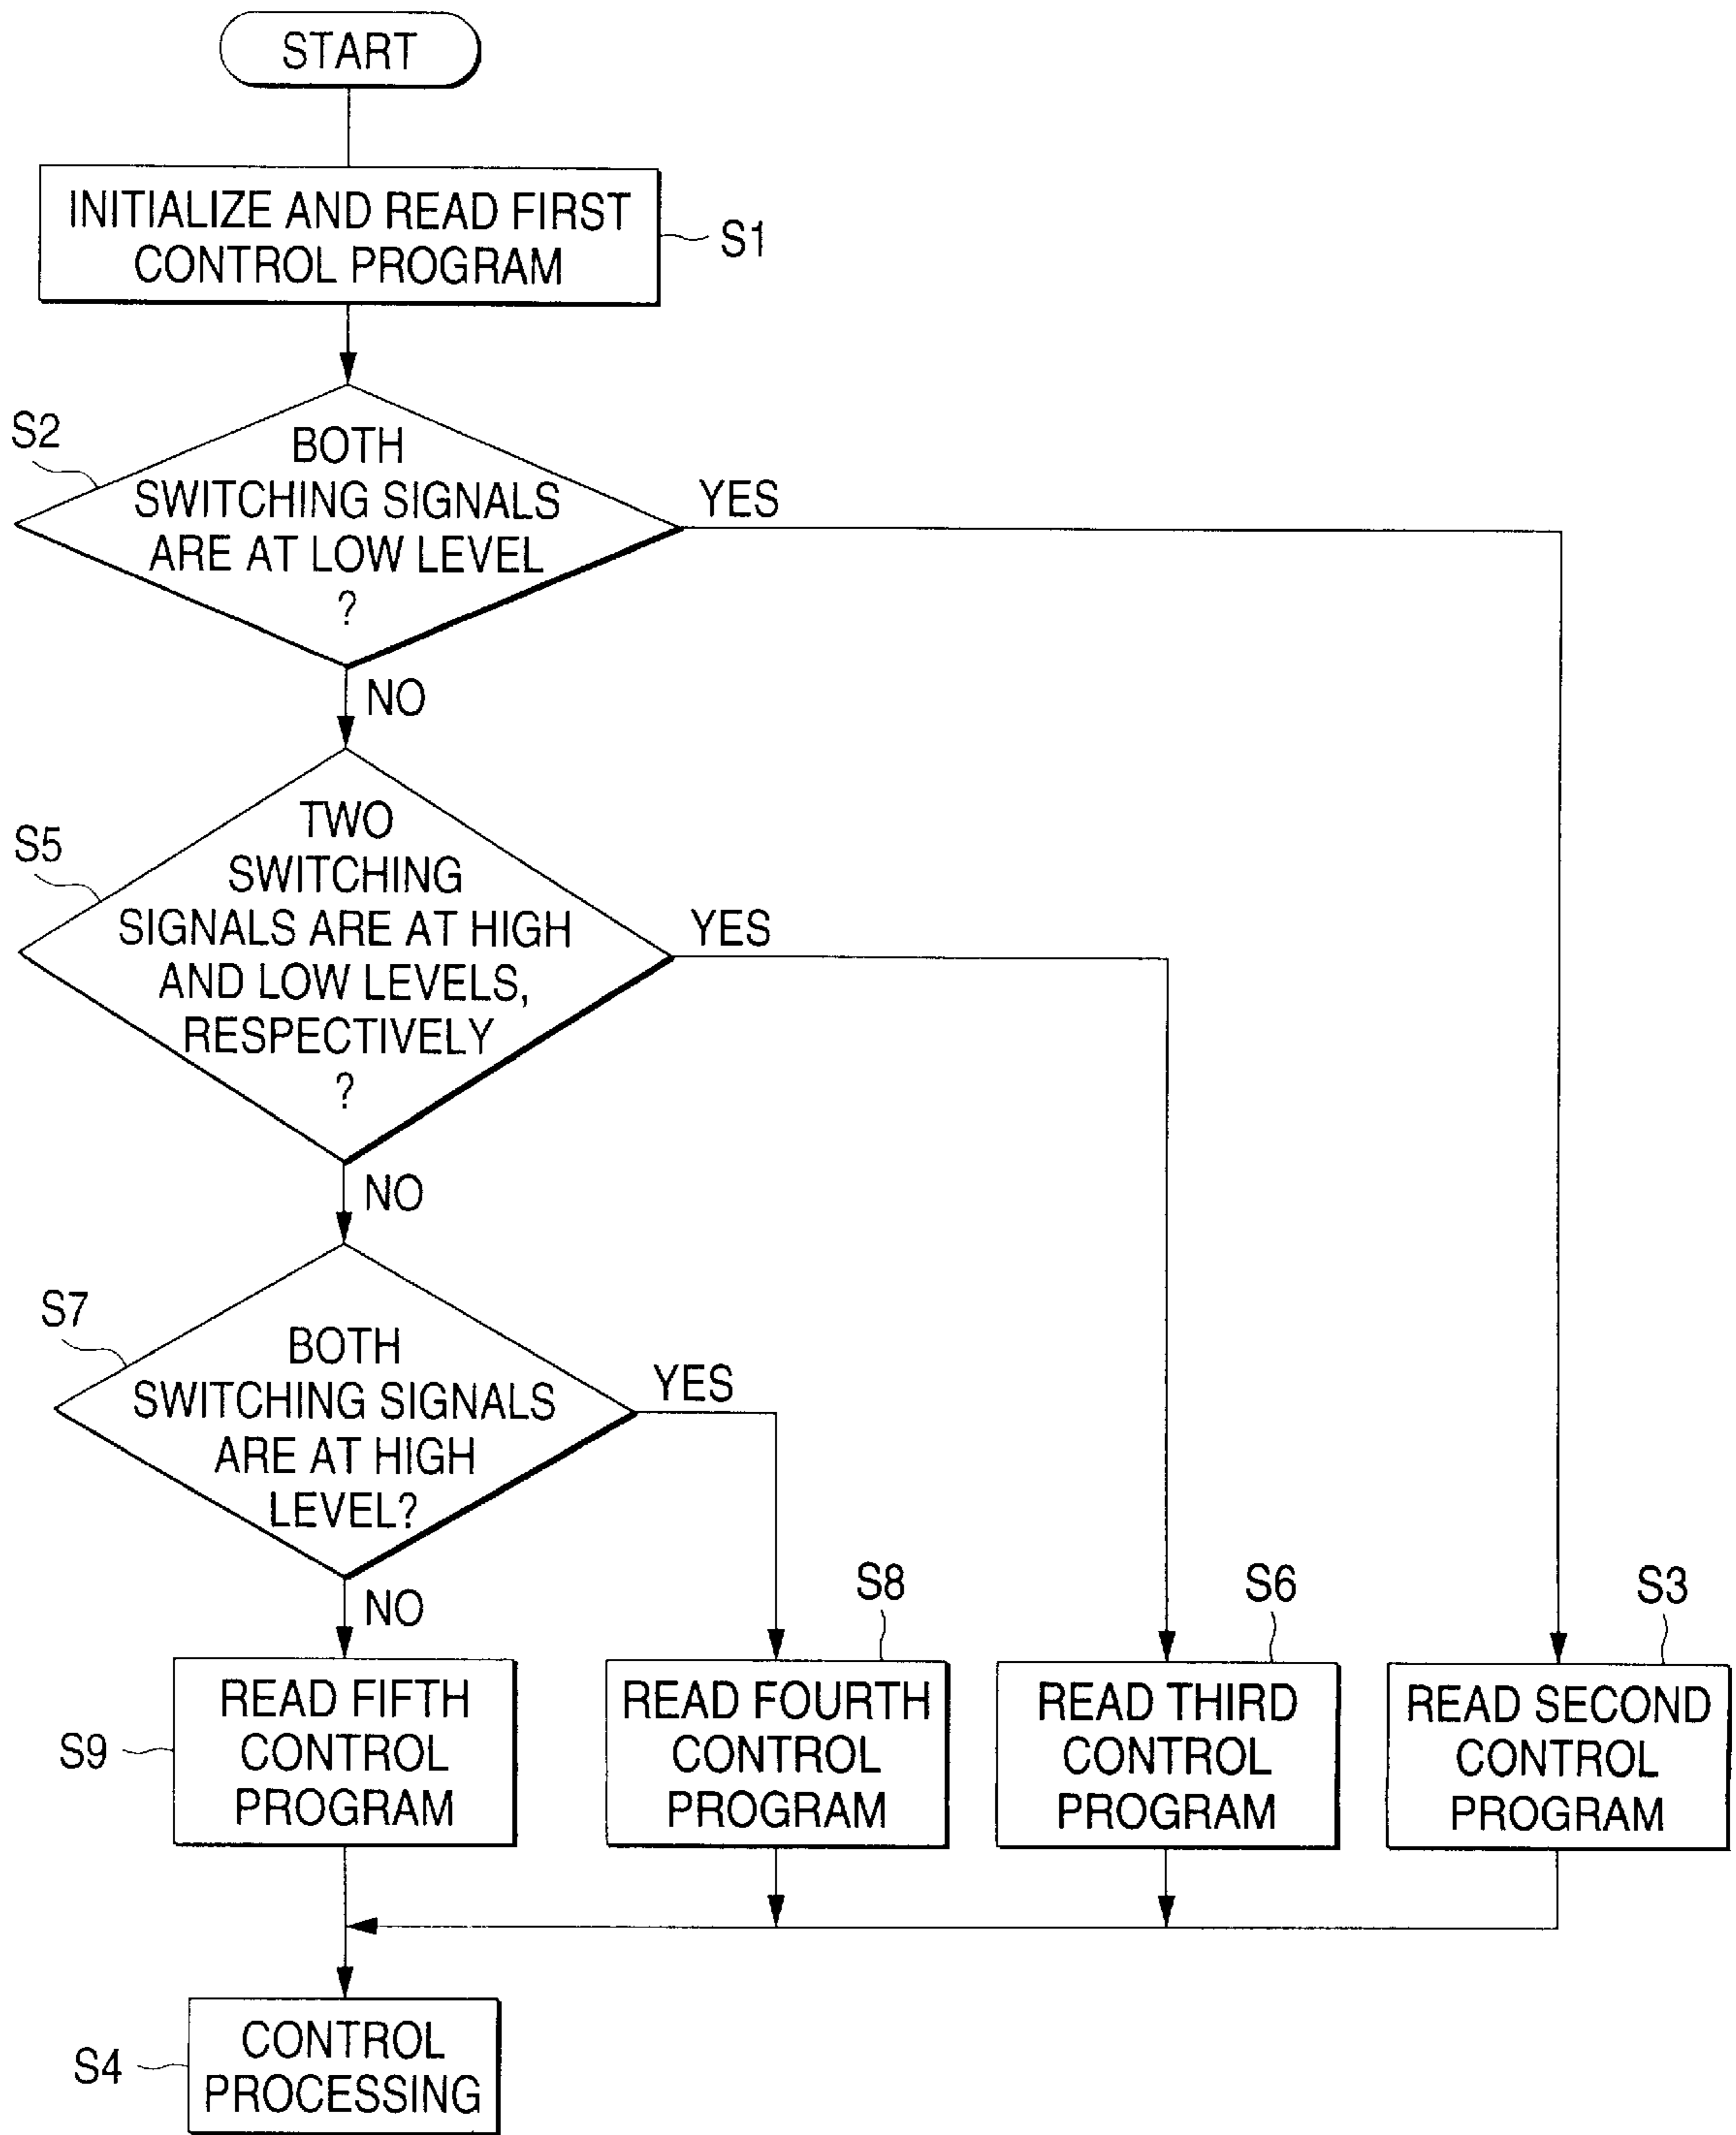 START
INITIALIZE AND READ FIRST
CONTROL PROGRAM
S1
S2
BOTH
SWITCHING SIGNALS
ARE AT LOW LEVEL
?
YES
NO
S5
TWO
SWITCHING
SIGNALS ARE AT HIGH
AND LOW LEVELS,
RESPECTIVELY
?
YES
NO
S7
BOTH
SWITCHING SIGNALS
ARE AT HIGH
LEVEL?
YES
NO
S9
READ FIFTH
CONTROL
PROGRAM
S8
READ FOURTH
CONTROL
PROGRAM
S6
READ THIRD
CONTROL
PROGRAM
S3
READ SECOND
CONTROL
PROGRAM
S4
CONTROL
PROCESSING